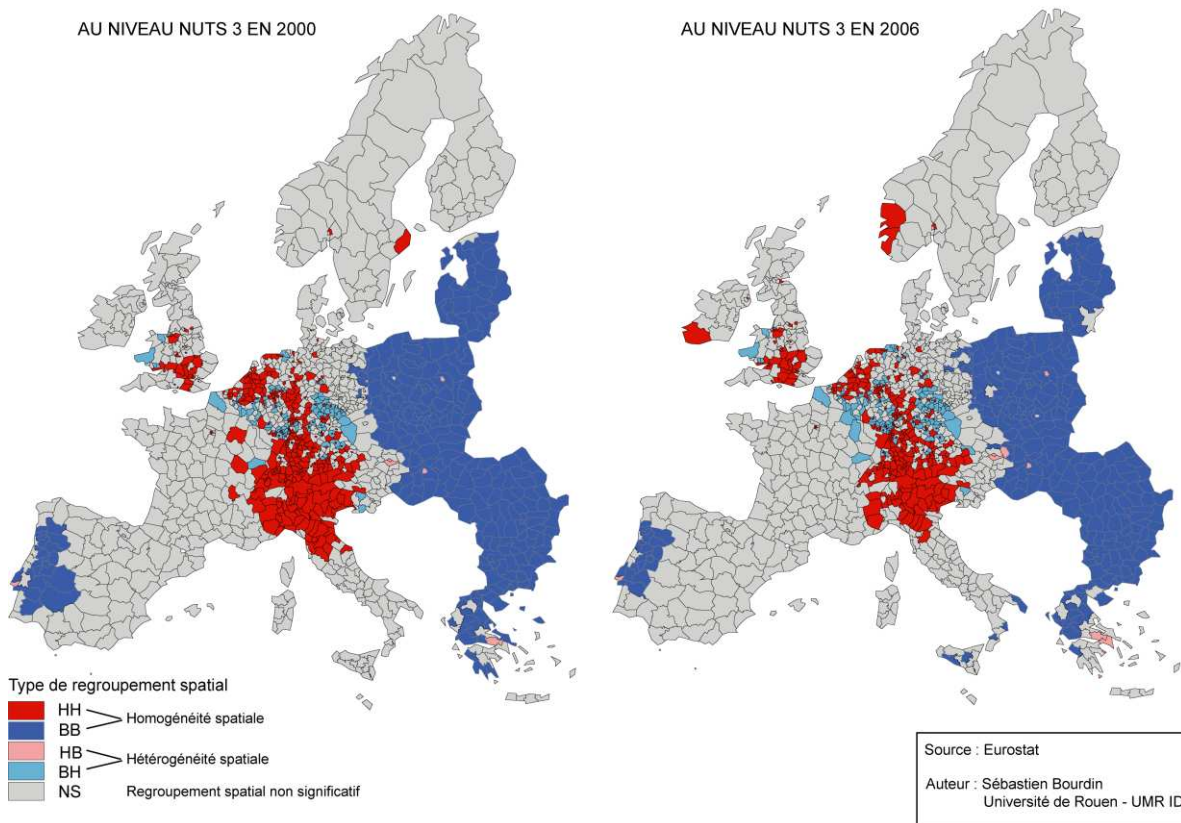 AU NIVEAU NUTS 3 EN 2000
AU NIVEAU NUTS 3 EN 2006
Type de regroupement spatial
HH
BB
Homogénéité spatiale
HB
BH
Hétérogénéité spatiale
NS
Regroupement spatial non significatif
Source : Eurostat
Auteur : Sébastien Bourdin
Université de Rouen - UMR ID